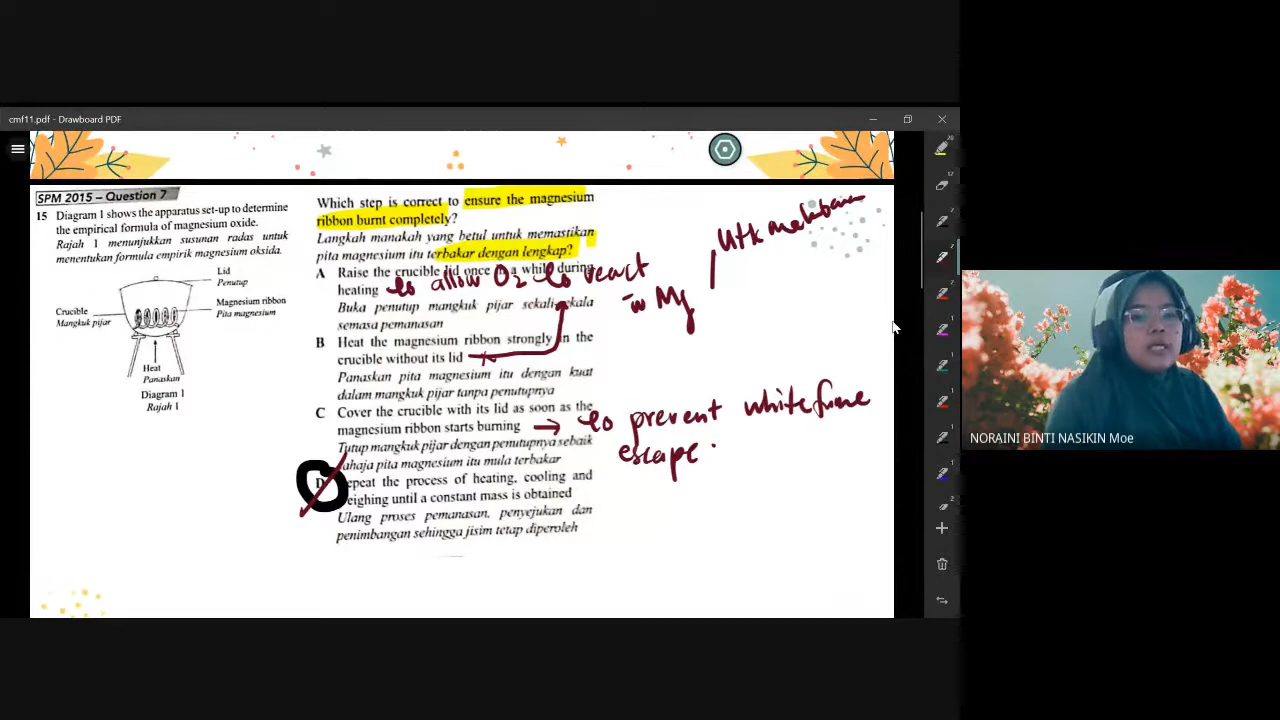 cmf11.pdf - Drawboard PDF
SPM 2015 – Question 7
15 Diagram 1 shows the apparatus set-up to determine
the empirical formula of magnesium oxide.
Rajah 1 menunjukkan susunan radas untuk
menentukan formula empirik magnesium oksida.
Lid
Penutup
Magnesium ribbon
Pita magnesium
Crucible
Mangkuk pijar
Heat
Panaskan
Diagram 1
Rajah 1
Which step is correct to ensure the magnesium
ribbon burnt completely?
Langkah manakah yang betul untuk memastikan
pita magnesium itu terbakar dengan lengkap?
A Raise the crucible lid once in a while during
heating
to allow O2 to react
Mg
Utk
Buka penutup mangkuk pijar sekali-sekala
semasa pemanasan
B Heat the magnesium ribbon strongly in the
crucible without its lid
Panaskan pita magnesium itu dengan kuat
dalam mangkuk pijar tanpa penutupnya
C Cover the crucible with its lid as soon as the
magnesium ribbon starts burning
→ to prevent white fume
escape
Tutup mangkuk pijar dengan penutupnya sebaik
sahaja pita magnesium itu mula terbakar
D Repeat the process of heating, cooling and
weighing until a constant mass is obtained
Ulang proses pemanasan, penyejukan dan
penimbangan sehingga jisim tetap diperoleh
NORAINI BINTI NASIKIN Moe